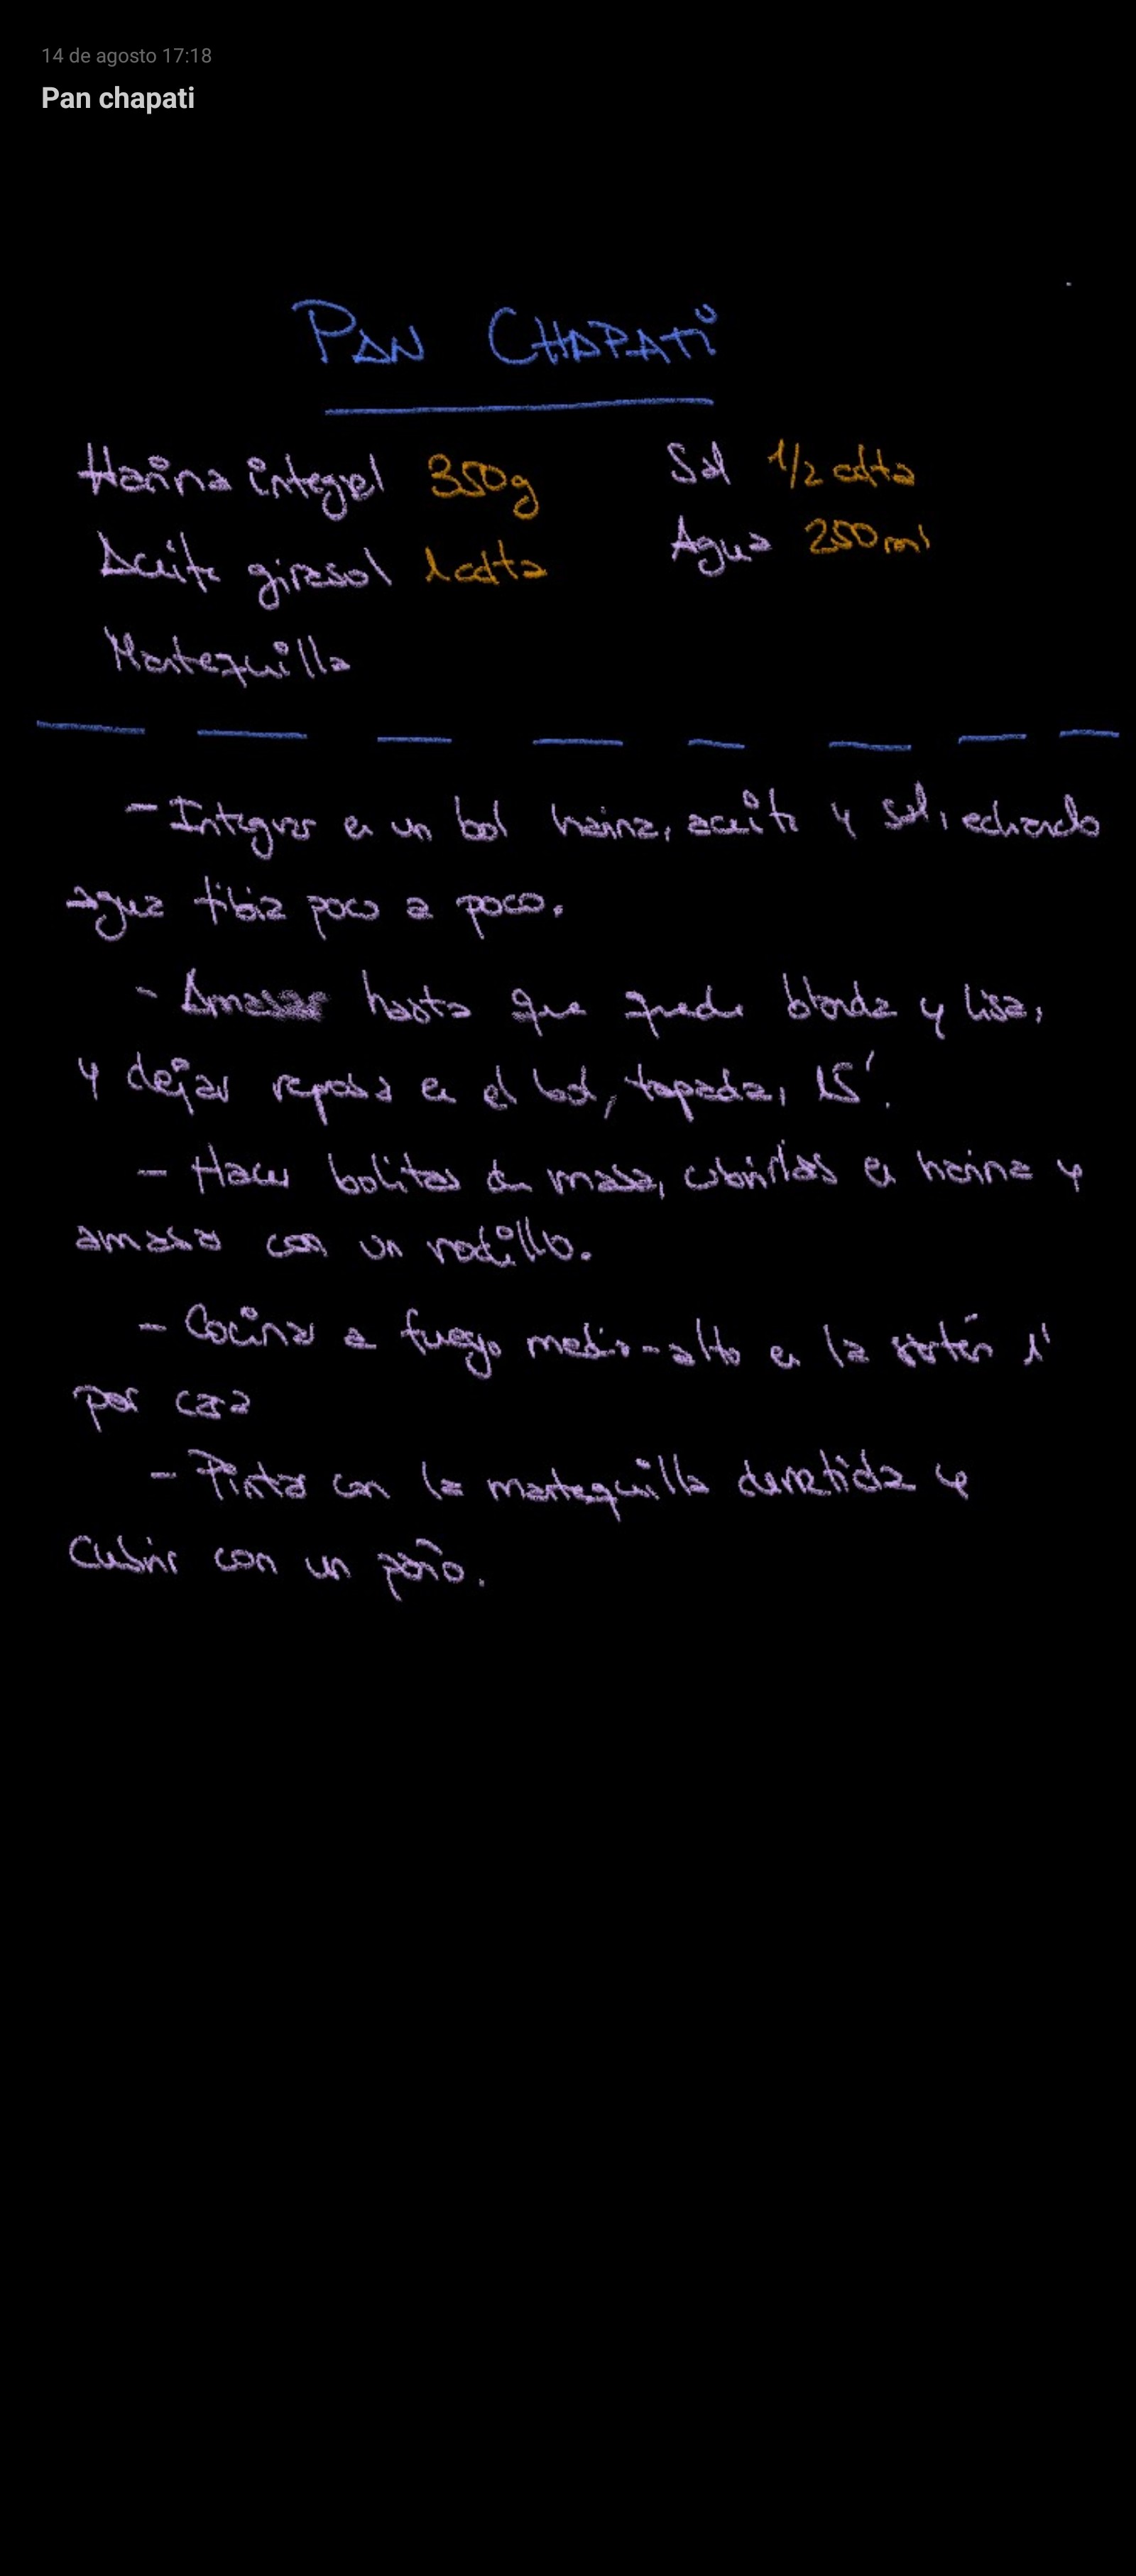 14 de agosto 17:18
Pan chapati
PAN CHAPATI
Harina integral 350g
Sal 1/2 cdta
Aceite girasol 1 cdta
Agua 250ml
Mantequilla
- Integrar en un bol harina, aceite y sal, echando
agua tibia poco a poco.
- Amasar hasta que quede blanda y lisa,
y dejar reposar en el bol, tapada, 15'.
- Hacer bolitas de masa, cubrirlas en harina y
amasar con un rodillo.
- Cocinar a fuego medio-alto en la sartén 1'
por cara
- Pintar con la mantequilla derretida y
cubrir con un paño.